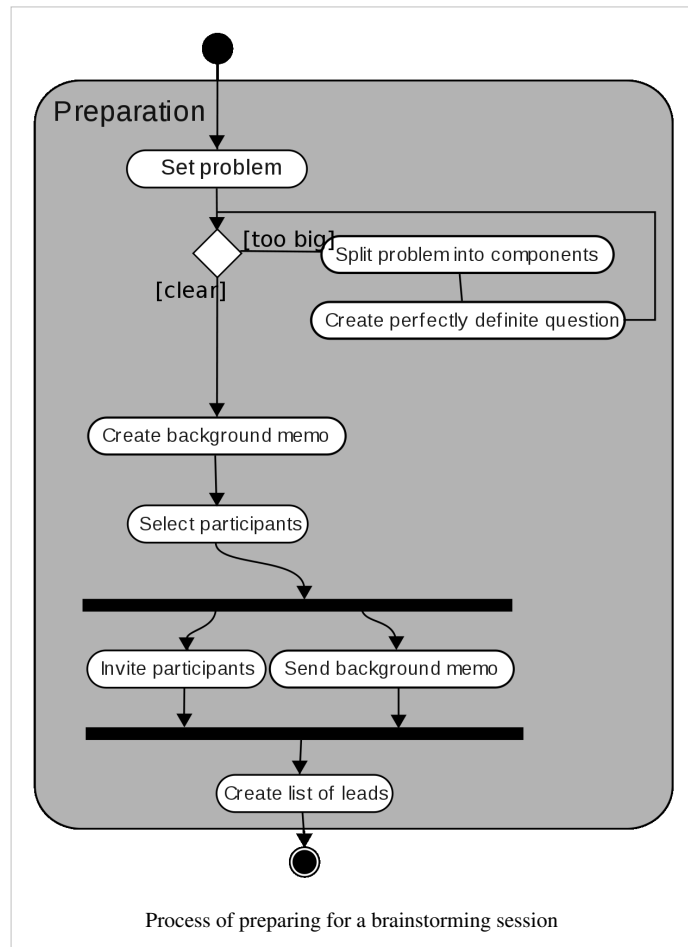 Preparation
Set problem
[too big]
Split problem into components
[clear]
Create perfectly definite question
Create background memo
Select participants
Invite participants
Send background memo
Create list of leads
Process of preparing for a brainstorming session